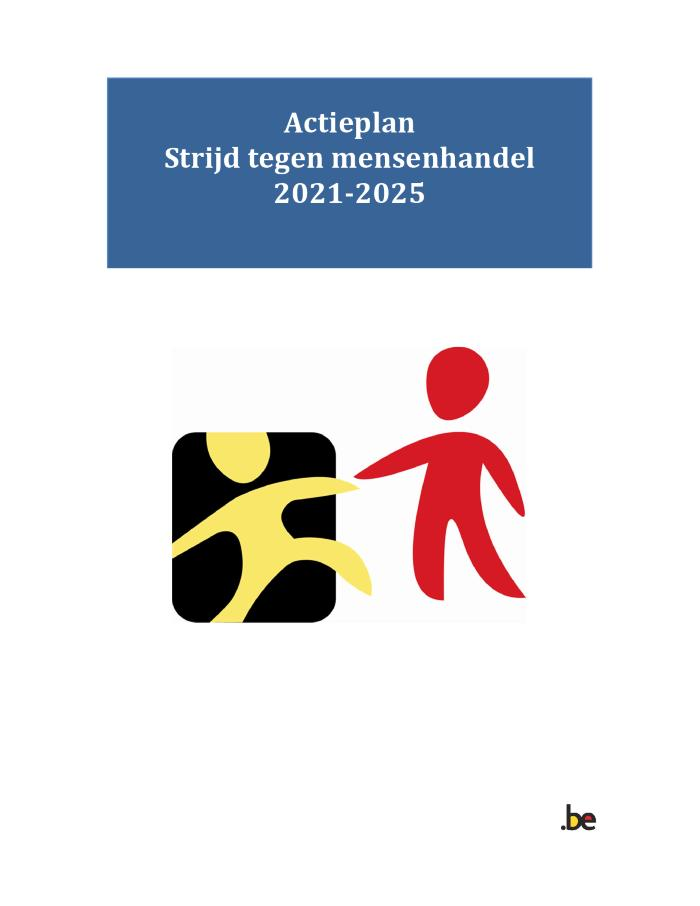 Actieplan
Strijd tegen mensenhandel
2021-2025
.be